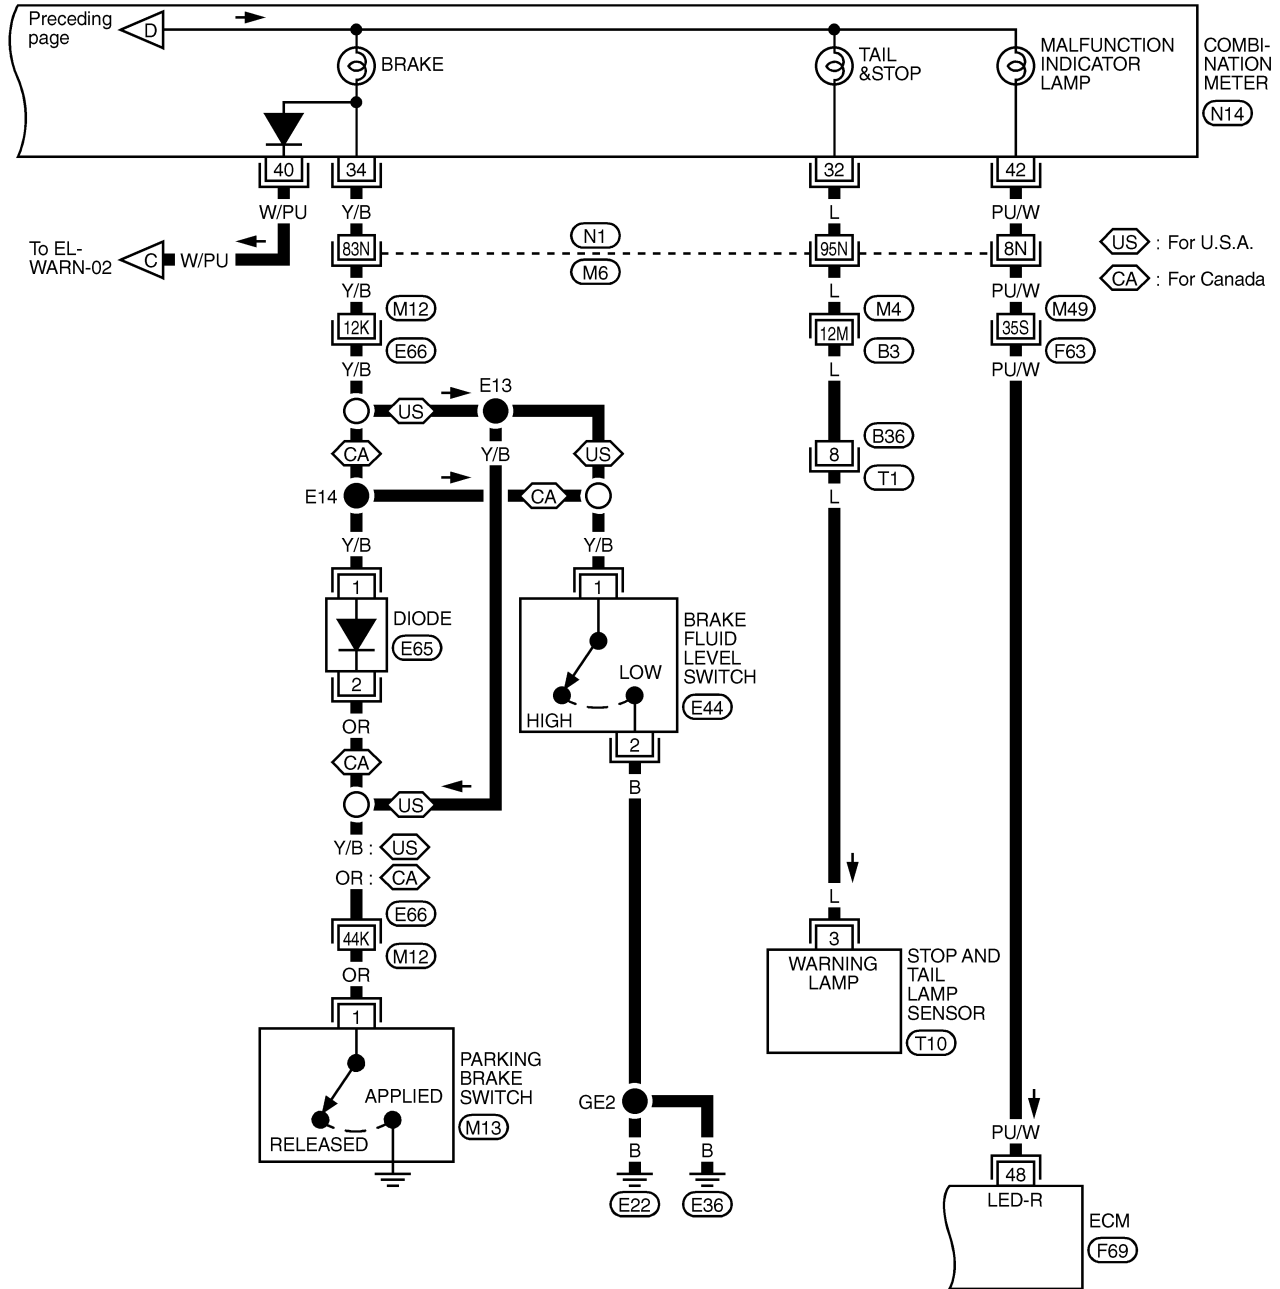 Preceding
page
D
BRAKE
TAIL
&STOP
MALFUNCTION
INDICATOR
LAMP
COMBI-
NATION
METER
N14
40
34
32
42
W/PU
Y/B
L
PU/W
To EL-
WARN-02
C
W/PU
83N
N1
M6
95N
8N
US : For U.S.A.
CA : For Canada
Y/B
L
PU/W
12K
M12
E66
12M
M4
B3
35S
M49
F63
Y/B
L
PU/W
US
E13
CA
Y/B
US
8
B36
T1
E14
CA
L
Y/B
Y/B
1
1
DIODE
E65
2
BRAKE
FLUID
LEVEL
SWITCH
E44
LOW
HIGH
2
OR
CA
B
US
Y/B : US
OR : CA
E66
44K
M12
OR
L
3
WARNING
LAMP
STOP AND
TAIL
LAMP
SENSOR
T10
1
PARKING
BRAKE
SWITCH
M13
APPLIED
RELEASED
GE2
B
B
E22
E36
PU/W
48
LED-R
ECM
F69